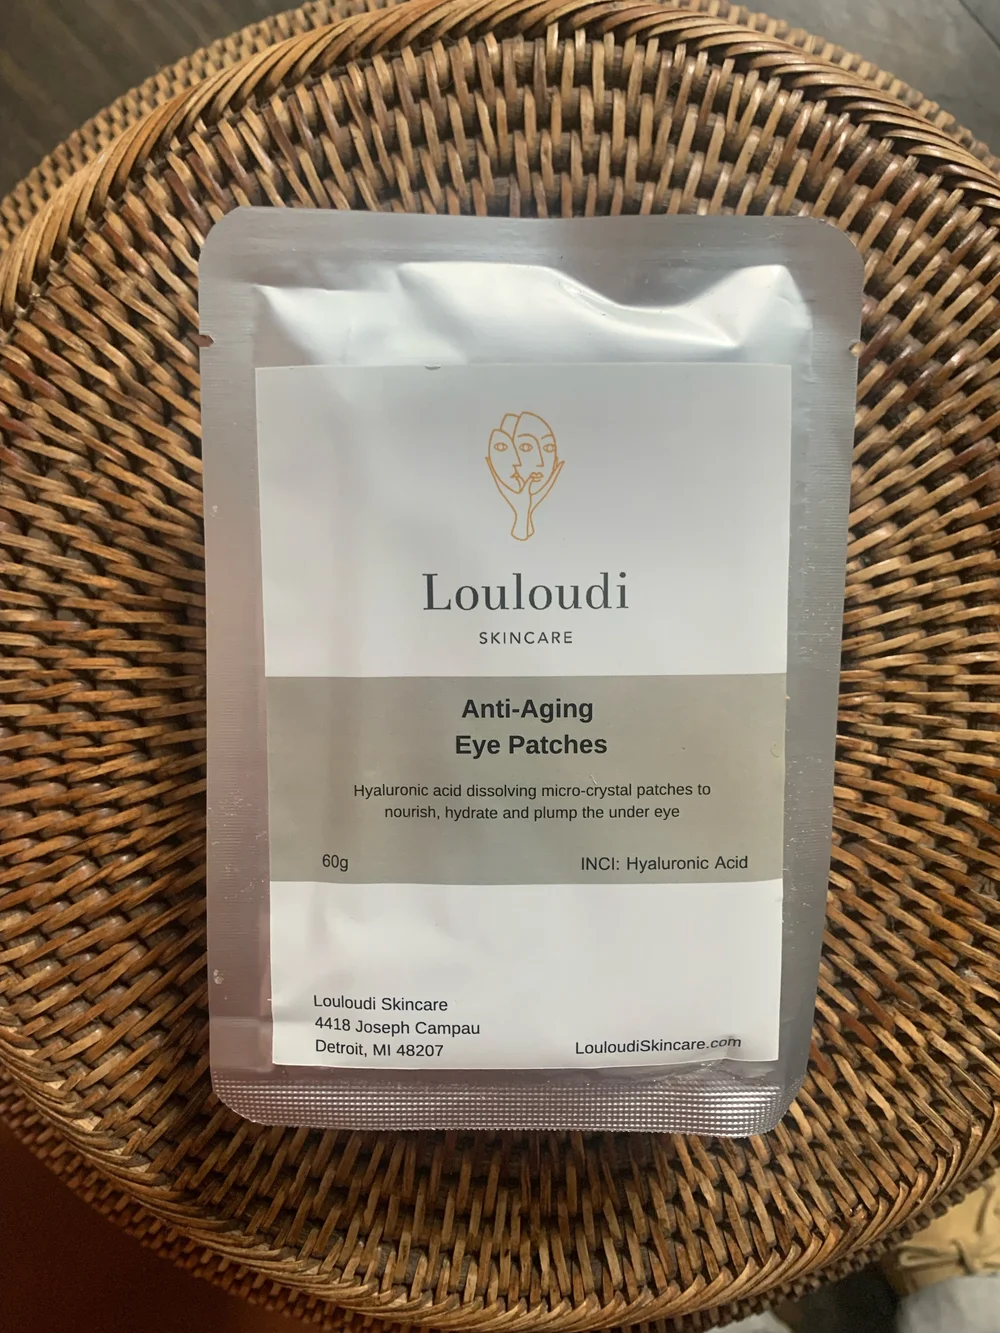 Louloudi
SKINCARE
Anti-Aging
Eye Patches
Hyaluronic acid dissolving micro-crystal patches to
nourish, hydrate and plump the under eye
60g INCI: Hyaluronic Acid
Louloudi Skincare
4418 Joseph Campau
Detroit, MI 48207
LouloudiSkincare.com